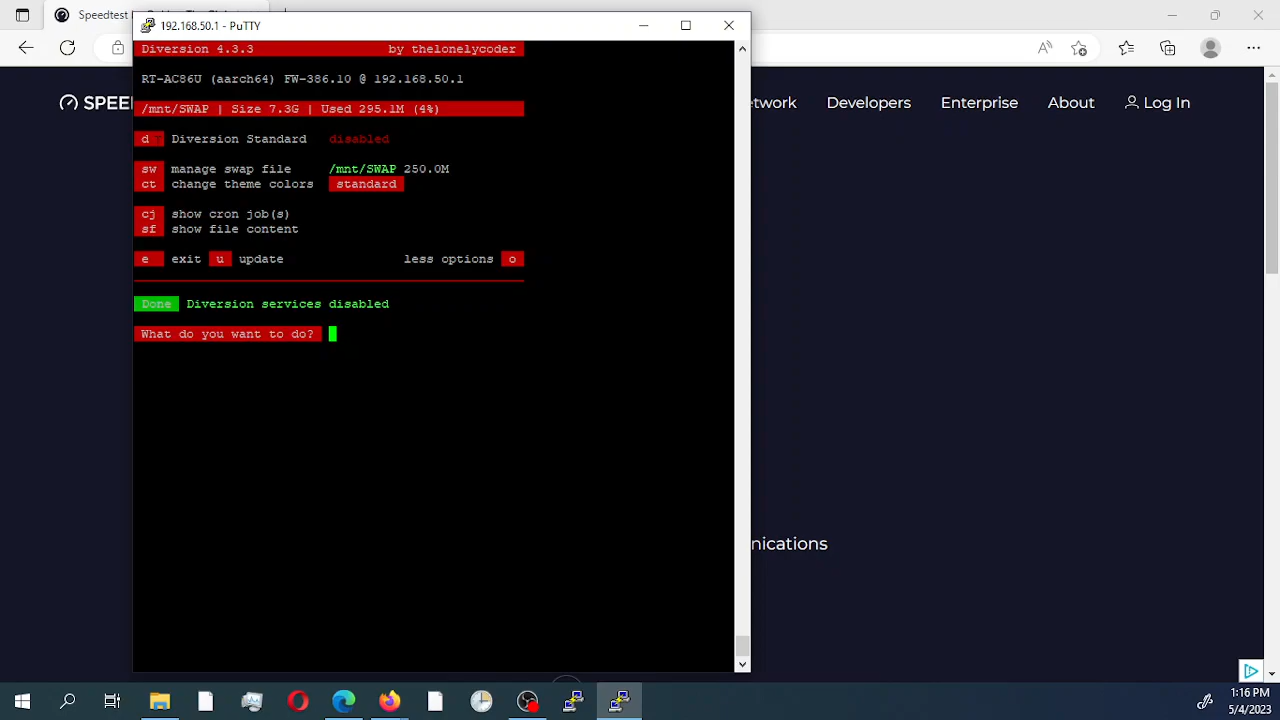 Speedtest
192.168.50.1 - PuTTY
Diversion 4.3.3 by thelonelycoder
RT-AC86U (aarch64) FW-386.10 @ 192.168.50.1
/mnt/SWAP | Size 7.3G | Used 295.1M (4%)
d Diversion Standard disabled
sw manage swap file /mnt/SWAP 250.0M
ct change theme colors standard
cj show cron job(s)
sf show file content
e exit u update less options o
Done Diversion services disabled
What do you want to do?
SPEE
etwork Developers Enterprise About Log In
nications
1:16 PM
5/4/2023